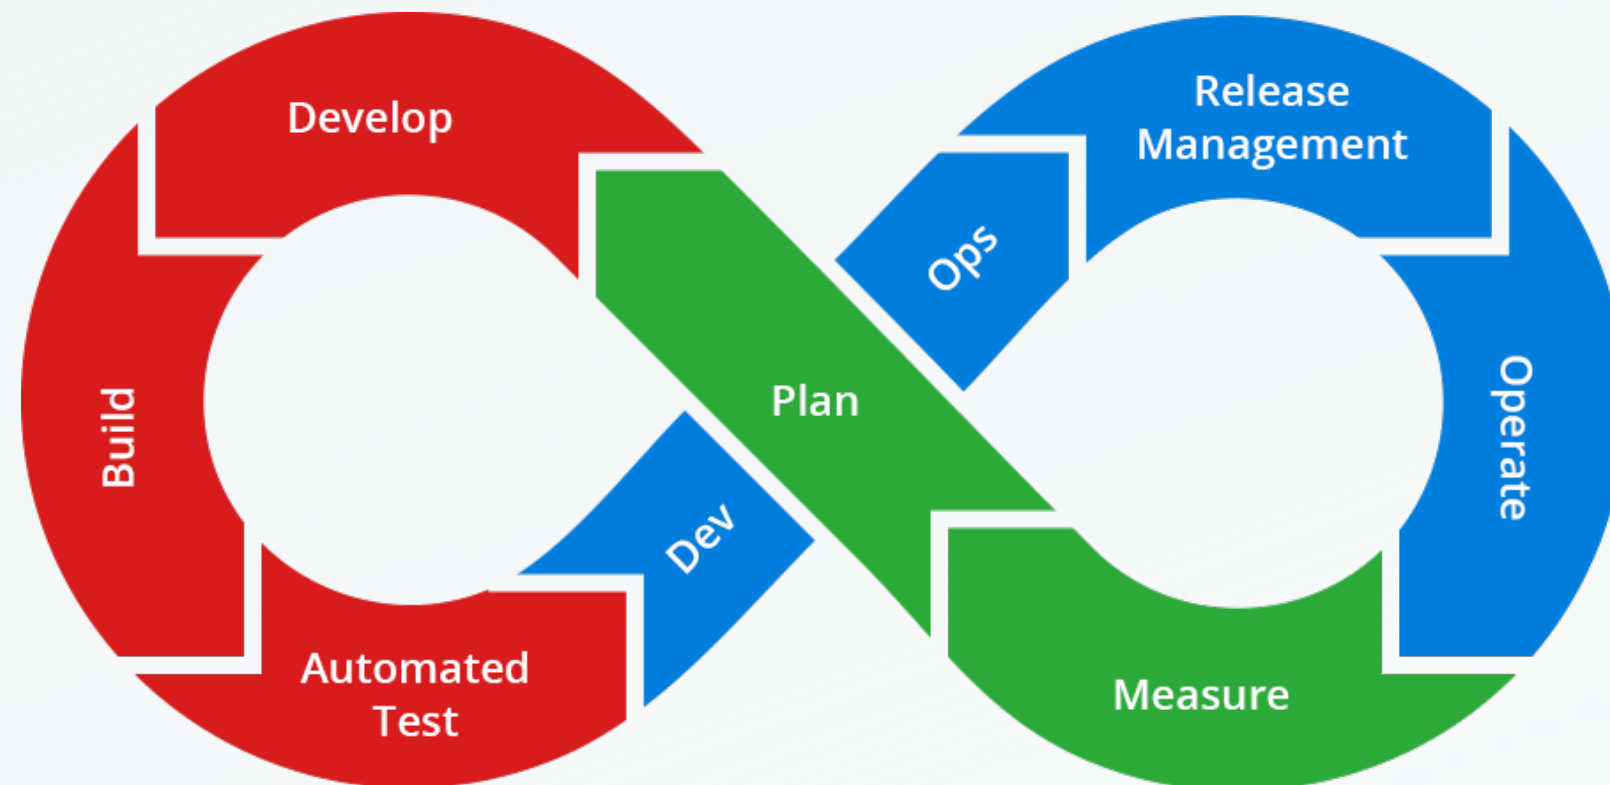 Develop
Release
Management
Ops
Build
Plan
Operate
Dev
Automated
Test
Measure